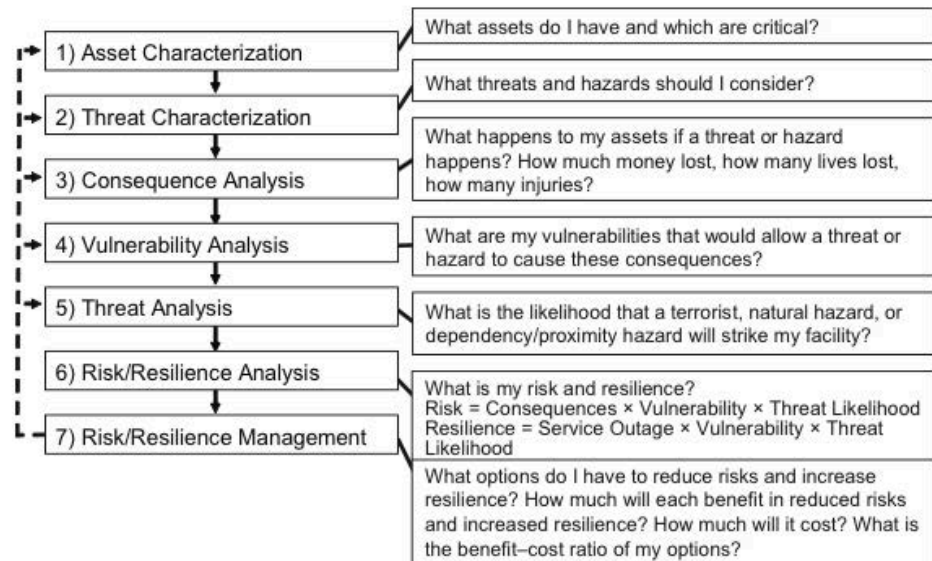 1) Asset Characterization
What assets do I have and which are critical?
2) Threat Characterization
What threats and hazards should I consider?
3) Consequence Analysis
What happens to my assets if a threat or hazard
happens? How much money lost, how many lives lost,
how many injuries?
4) Vulnerability Analysis
What are my vulnerabilities that would allow a threat or
hazard to cause these consequences?
5) Threat Analysis
What is the likelihood that a terrorist, natural hazard, or
dependency/proximity hazard will strike my facility?
6) Risk/Resilience Analysis
What is my risk and resilience?
Risk = Consequences × Vulnerability × Threat Likelihood
Resilience = Service Outage × Vulnerability × Threat
Likelihood
7) Risk/Resilience Management
What options do I have to reduce risks and increase
resilience? How much will each benefit in reduced risks
and increased resilience? How much will it cost? What is
the benefit–cost ratio of my options?